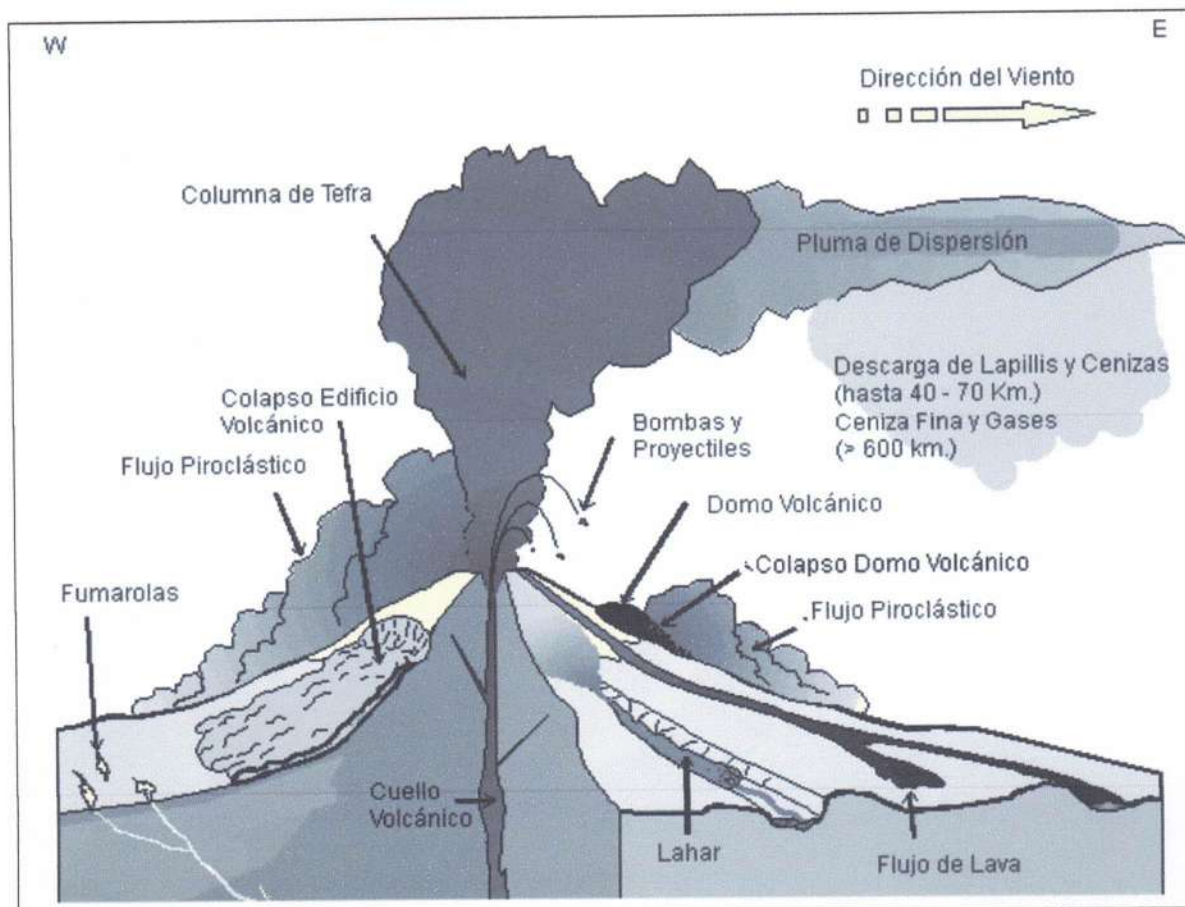 W
E
Dirección del Viento
Columna de Tefra
Pluma de Dispersión
Descarga de Lapillis y Cenizas
(hasta 40 - 70 Km.)
Ceniza Fina y Gases
(> 600 km.)
Colapso Edificio
Volcánico
Bombas y
Proyectiles
Flujo Piroclástico
Domo Volcánico
Colapso Domo Volcánico
Flujo Piroclástico
Fumarolas
Cuello
Volcánico
Lahar
Flujo de Lava